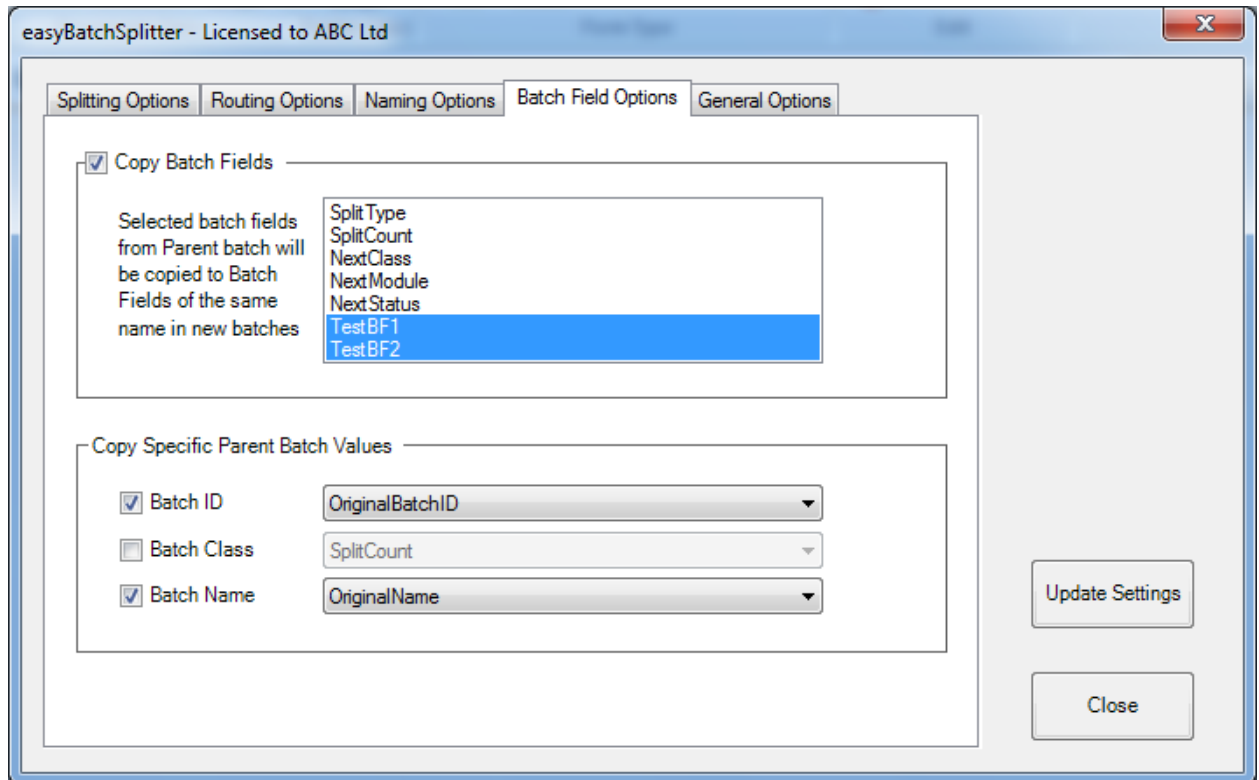 easyBatchSplitter - Licensed to ABC Ltd
Splitting Options
Routing Options
Naming Options
Batch Field Options
General Options
Copy Batch Fields
Selected batch fields
from Parent batch will
be copied to Batch
Fields of the same
name in new batches
SplitType
SplitCount
NextClass
NextModule
NextStatus
TestBF1
TestBF2
Copy Specific Parent Batch Values
Batch ID
OriginalBatchID
Batch Class
SplitCount
Batch Name
OriginalName
Update Settings
Close